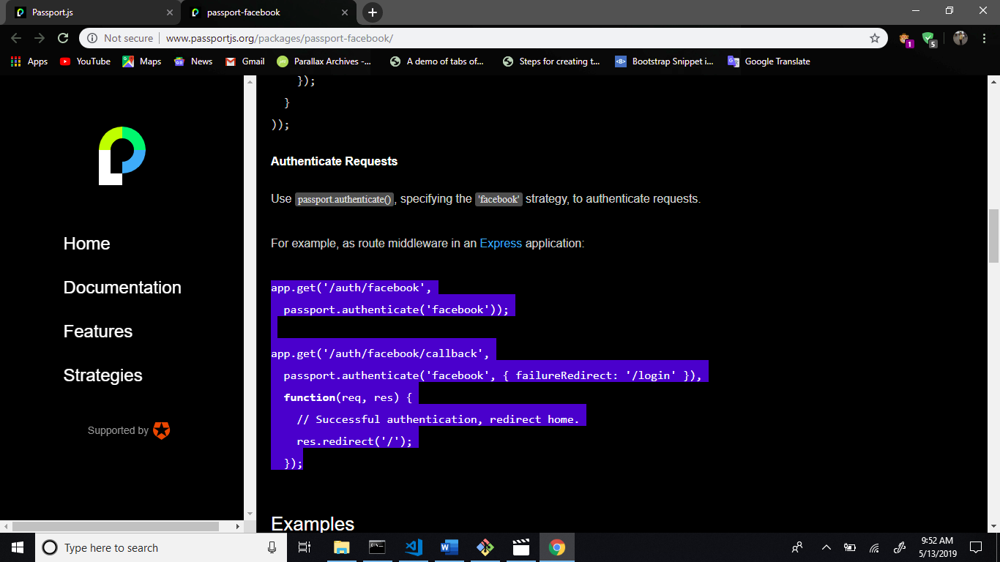 Passport.js
passport-facebook
Not secure
www.passportjs.org/packages/passport-facebook/
1
5
Apps
YouTube
Maps
News
Gmail
Parallax Archives -...
A demo of tabs of...
Steps for creating t...
<B>
Bootstrap Snippet i...
Google Translate
Home
Documentation
Features
Strategies
Supported by
});
}
));
Authenticate Requests
Use passport.authenticate(), specifying the 'facebook' strategy, to authenticate requests.
For example, as route middleware in an Express application:
app.get('/auth/facebook',
passport.authenticate('facebook'));
app.get('/auth/facebook/callback',
passport.authenticate('facebook', { failureRedirect: '/login' }),
function(req, res) {
// Successful authentication, redirect home.
res.redirect('/');
});
Examples
Type here to search
9:52 AM
5/13/2019